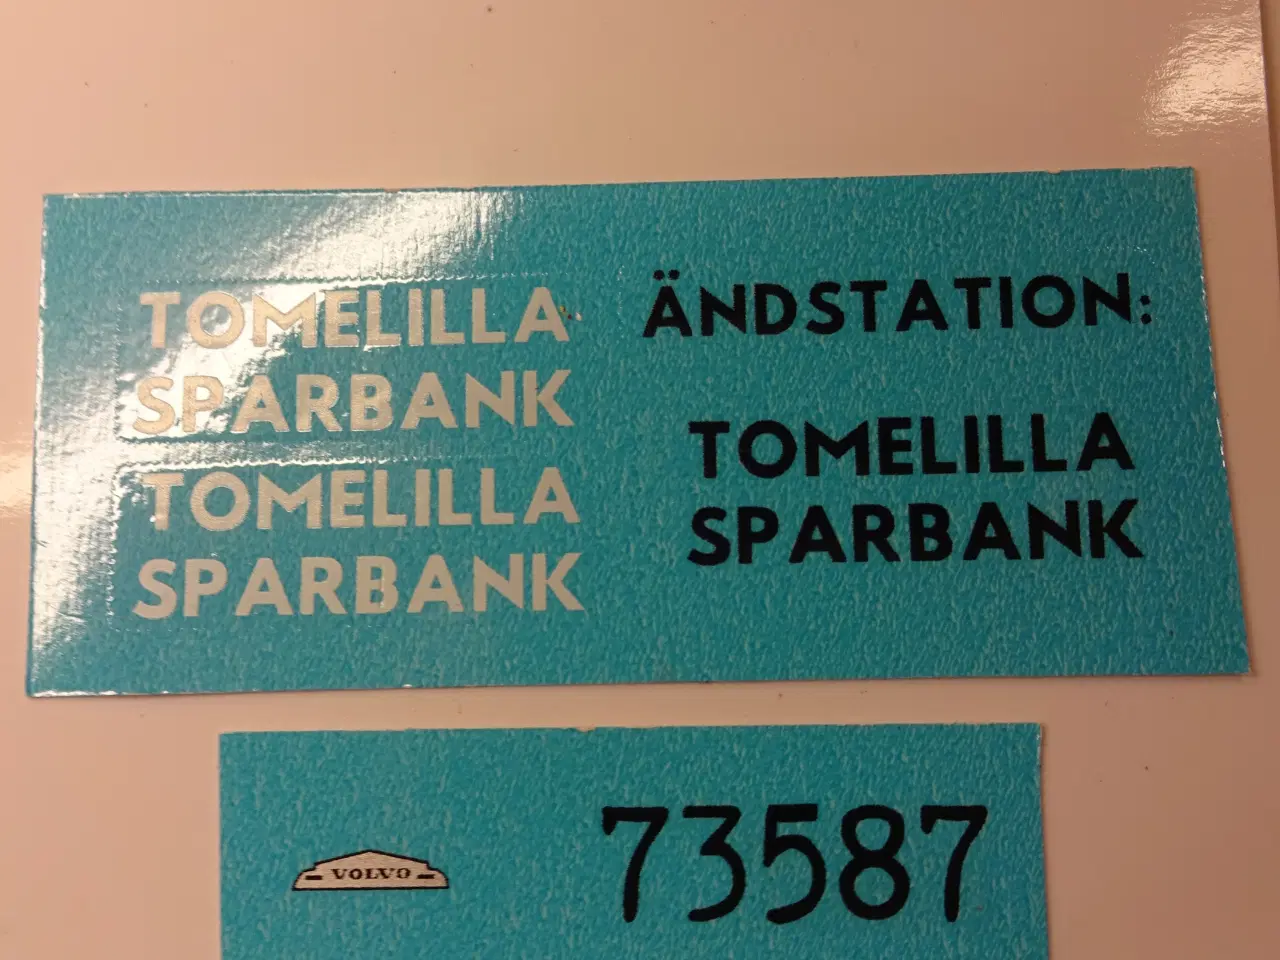 TOMELILLA
SPARBANK
TOMELILLA
SPARBANK
ÄNDSTATION:
TOMELILLA
SPARBANK
VOLVO
73587